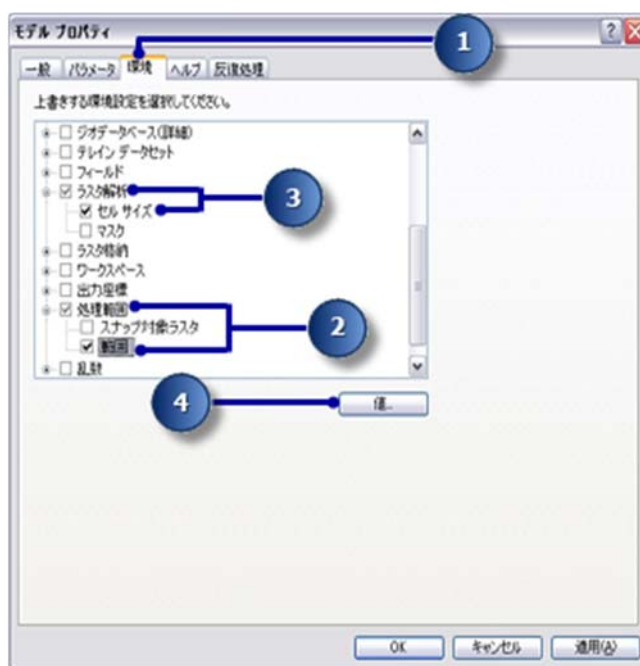 モデル プロパティ
1
一般 パラメータ 環境 ヘルプ 反復処理
上書きする環境設定を選択してください。
ジオデータベース(詳細)
テレイン データセット
フィールド
ラスタ解析
3
セル サイズ
マスク
ラスタ格納
ワークスペース
出力座標
処理範囲
2
スナップ対象ラスタ
範囲
乱数
4
値...
OK キャンセル 適用(A)